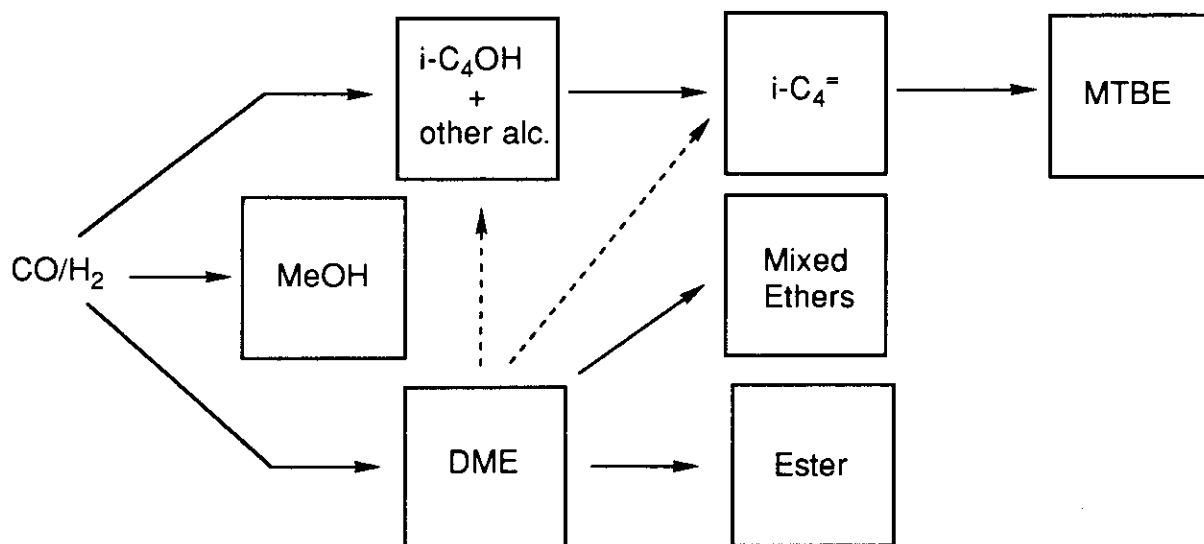 i-C₄OH
+
other alc.
i-C₄⁼
MTBE
CO/H₂
MeOH
Mixed
Ethers
DME
Ester